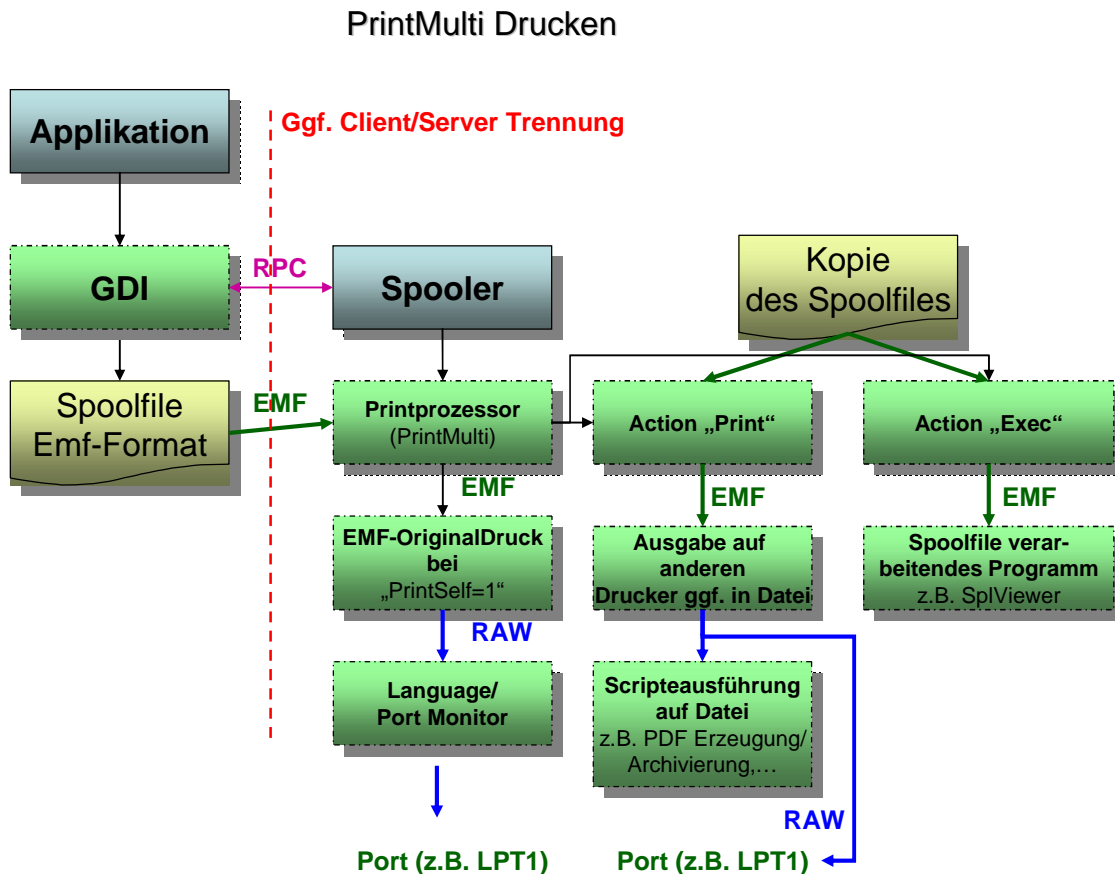 PrintMulti Drucken
Applikation
Ggf. Client/Server Trennung
GDI
RPC
Spooler
Kopie
des Spoolfiles
Spoolfile
Emf-Format
EMF
Printprozessor
(PrintMulti)
Action „Print“
Action „Exec“
EMF
EMF
EMF
EMF-OriginalDruck
bei
„PrintSelf=1“
Ausgabe auf
anderen
Drucker ggf. in Datei
Spoolfile verar-
beitendes Programm
z.B. SplViewer
RAW
Language/
Port Monitor
Scripteausführung
auf Datei
z.B. PDF Erzeugung/
Archivierung,…
RAW
Port (z.B. LPT1)
Port (z.B. LPT1)